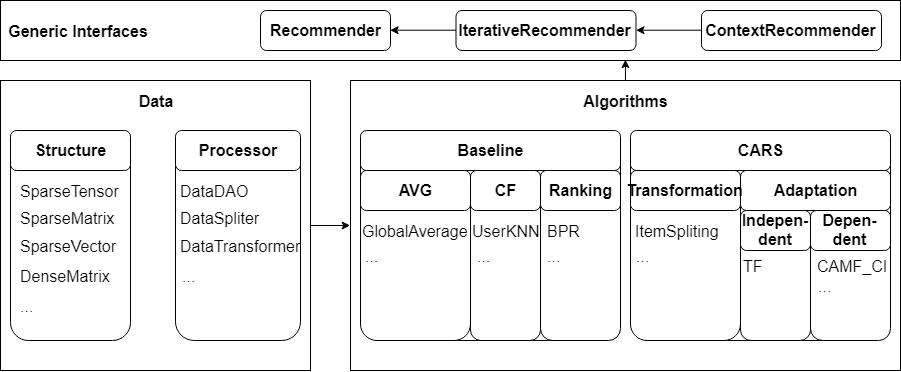 Generic Interfaces
Recommender
IterativeRecommender
ContextRecommender
Data
Structure
SparseTensor
SparseMatrix
SparseVector
DenseMatrix
...
Processor
DataDAO
DataSpliter
DataTransformer
...
Algorithms
Baseline
AVG
GlobalAverage
...
CF
UserKNN
...
Ranking
BPR
...
CARS
Transformation
ItemSpliting
...
Adaptation
Indepen-
dent
TF
Depen-
dent
CAMF_CI
...